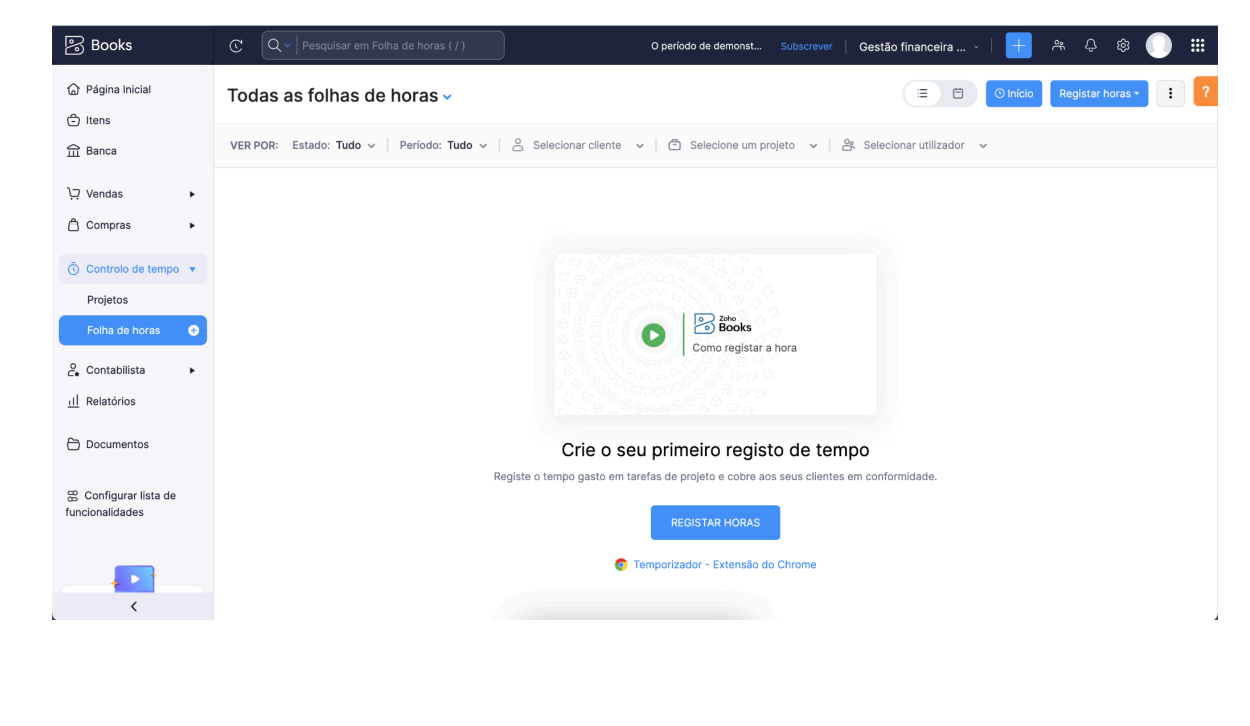 Books
Pesquisar em Folha de horas ( / )
O período de demonst...
Subscrever
Gestão financeira ...
Página Inicial
Itens
Banca
Vendas
Compras
Controlo de tempo
Projetos
Folha de horas
Contabilista
Relatórios
Documentos
Configurar lista de
funcionalidades
Todas as folhas de horas
Início
Registar horas
?
VER POR: Estado: Tudo Período: Tudo Selecionar cliente Selecione um projeto Selecionar utilizador
Zoho
Books
Como registar a hora
Crie o seu primeiro registo de tempo
Registe o tempo gasto em tarefas de projeto e cobre aos seus clientes em conformidade.
REGISTAR HORAS
Temporizador - Extensão do Chrome